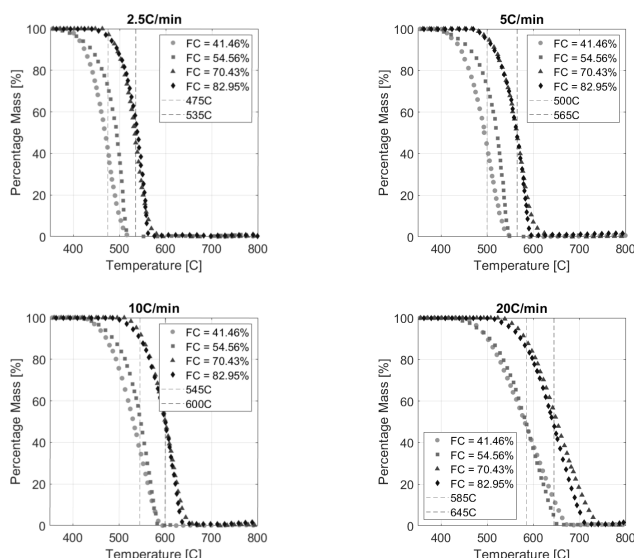 2.5C/min
Percentage Mass [%]
100
80
60
40
20
0
400 500 600 700 800
Temperature [C]
FC = 41.46%
FC = 54.56%
FC = 70.43%
FC = 82.95%
475C
535C
5C/min
Percentage Mass [%]
100
80
60
40
20
0
400 500 600 700 800
Temperature [C]
FC = 41.46%
FC = 54.56%
FC = 70.43%
FC = 82.95%
500C
565C
10C/min
Percentage Mass [%]
100
80
60
40
20
0
400 500 600 700 800
Temperature [C]
FC = 41.46%
FC = 54.56%
FC = 70.43%
FC = 82.95%
545C
600C
20C/min
Percentage Mass [%]
100
80
60
40
20
0
400 500 600 700 800
Temperature [C]
FC = 41.46%
FC = 54.56%
FC = 70.43%
FC = 82.95%
585C
645C